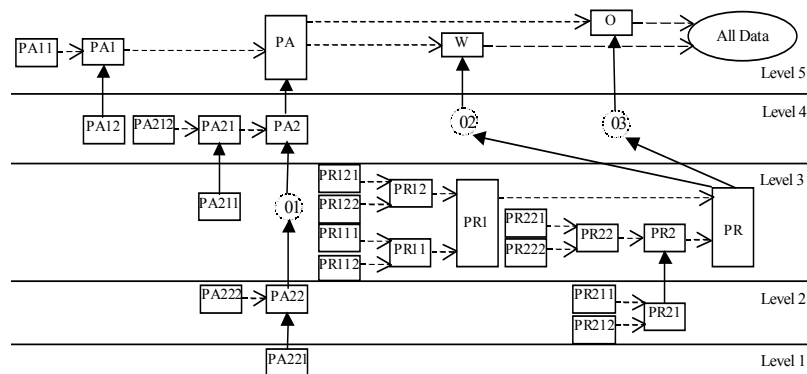 PA11
PA1
PA
W
O
All Data
Level 5
PA12
PA212
PA21
PA2
02
03
Level 4
PA211
01
PR121
PR122
PR111
PR112
PR12
PR11
PR1
PR221
PR222
PR22
PR2
PR
Level 3
PA222
PA22
PR211
PR212
PR21
Level 2
PA221
Level 1